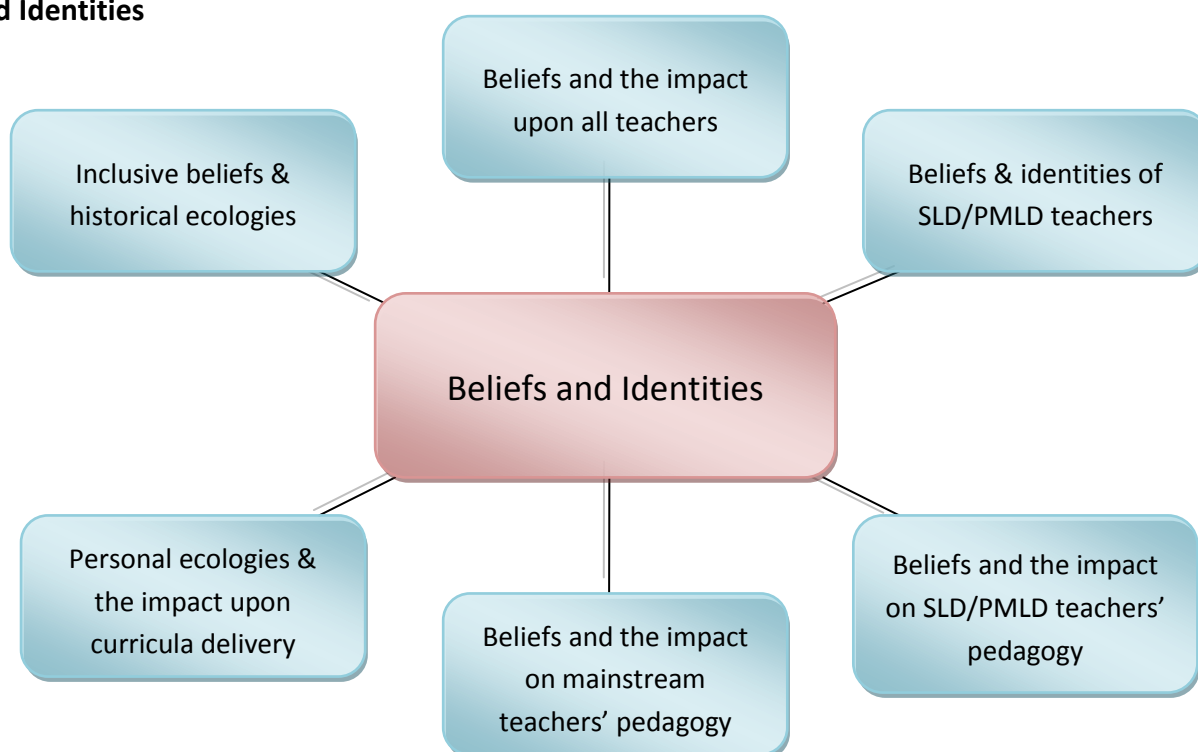 d Identities
Beliefs and the impact
upon all teachers
Inclusive beliefs &
historical ecologies
Beliefs & identities of
SLD/PMLD teachers
Beliefs and Identities
Personal ecologies &
the impact upon
curricula delivery
Beliefs and the impact
on mainstream
teachers’ pedagogy
Beliefs and the impact
on SLD/PMLD teachers’
pedagogy